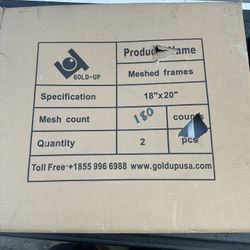 GOLD-UP
Product Name
Meshed frames
Specification 18"x20"
Mesh count 180 counts
Quantity 2 pcs
Toll Free:+1855 996 6988 www.goldupusa.com